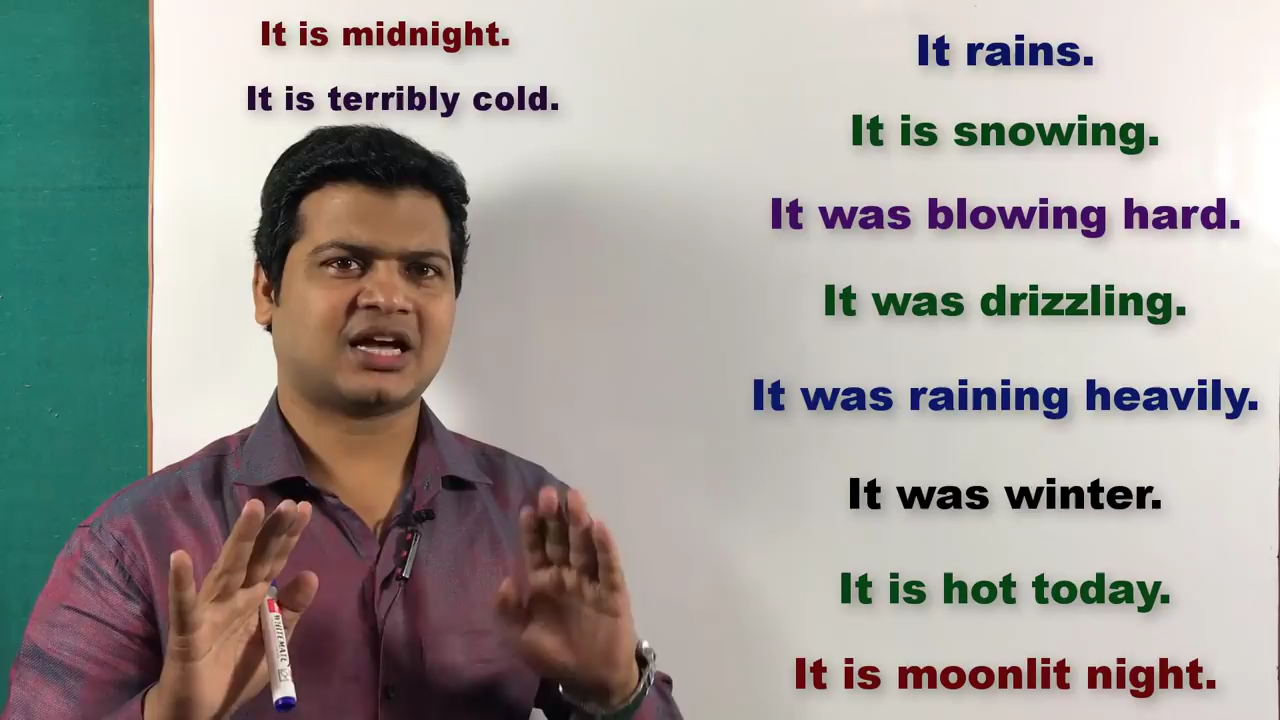 It is midnight.
It is terribly cold.
It rains.
It is snowing.
It was blowing hard.
It was drizzling.
It was raining heavily.
It was winter.
It is hot today.
It is moonlit night.
WHITEMATE